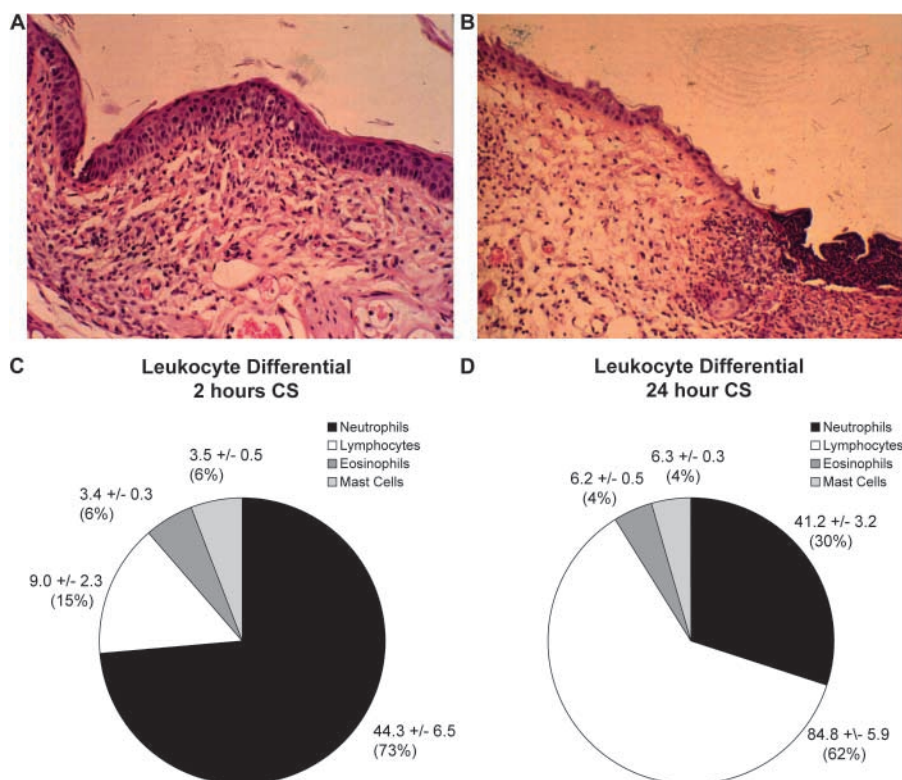 A
B
C
Leukocyte Differential
2 hours CS
Neutrophils
Lymphocytes
Eosinophils
Mast Cells
3.5 +/- 0.5
(6%)
3.4 +/- 0.3
(6%)
9.0 +/- 2.3
(15%)
44.3 +/- 6.5
(73%)
D
Leukocyte Differential
24 hour CS
Neutrophils
Lymphocytes
Eosinophils
Mast Cells
6.3 +/- 0.3
(4%)
6.2 +/- 0.5
(4%)
41.2 +/- 3.2
(30%)
84.8 +\- 5.9
(62%)